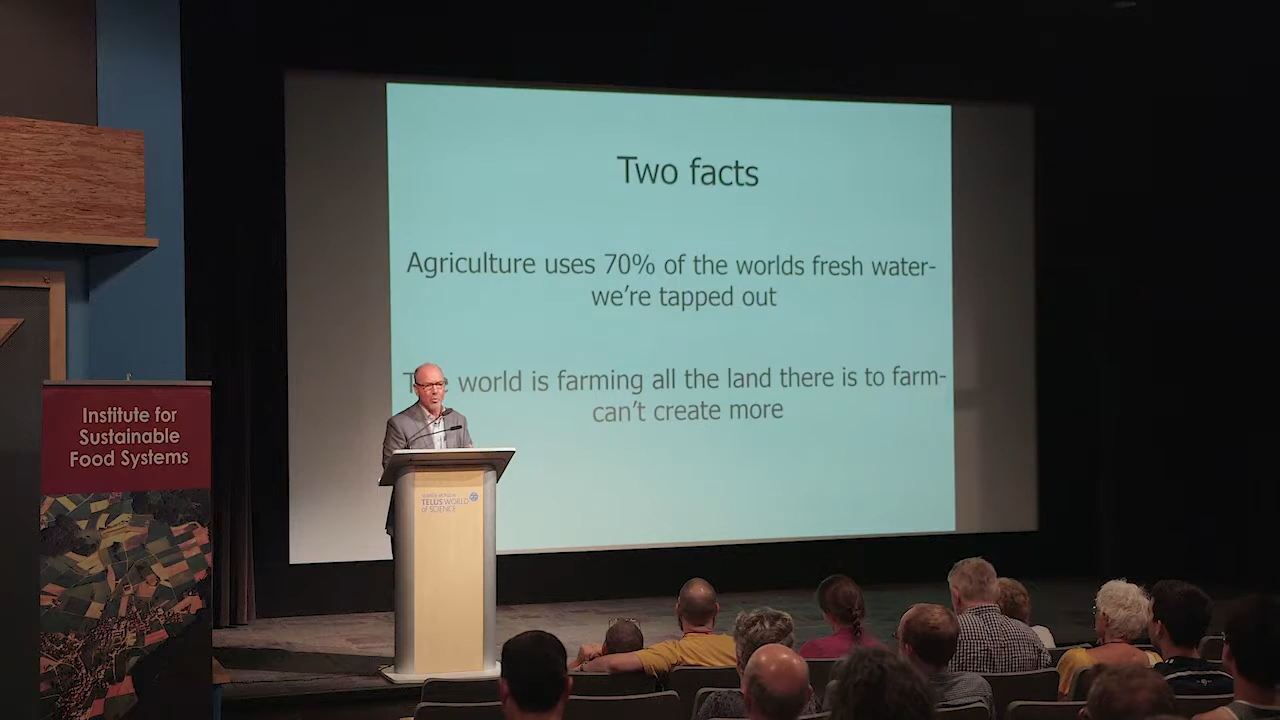 Two facts
Agriculture uses 70% of the worlds fresh water-
we're tapped out
The world is farming all the land there is to farm-
can't create more
Institute for
Sustainable
Food Systems
TELUS WORLD
of SCIENCE